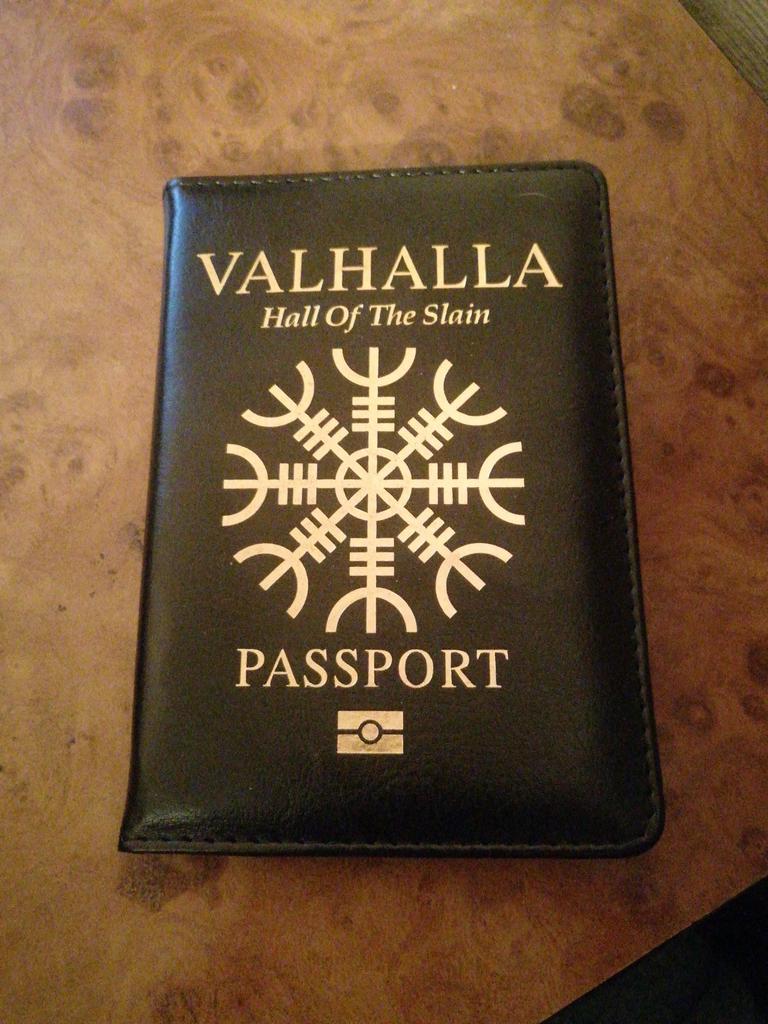 VALHALLA
Hall Of The Slain
PASSPORT